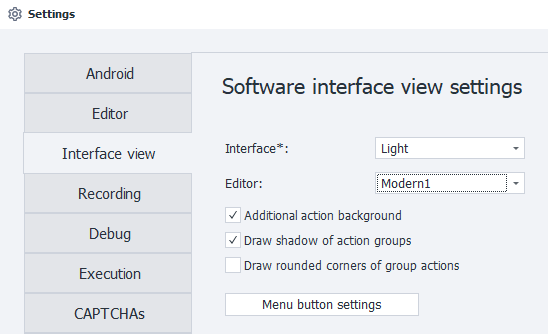 Settings
Android
Editor
Interface view
Recording
Debug
Execution
CAPTCHAs
Software interface view settings
Interface*: Light
Editor: Modern1
Additional action background
Draw shadow of action groups
Draw rounded corners of group actions
Menu button settings